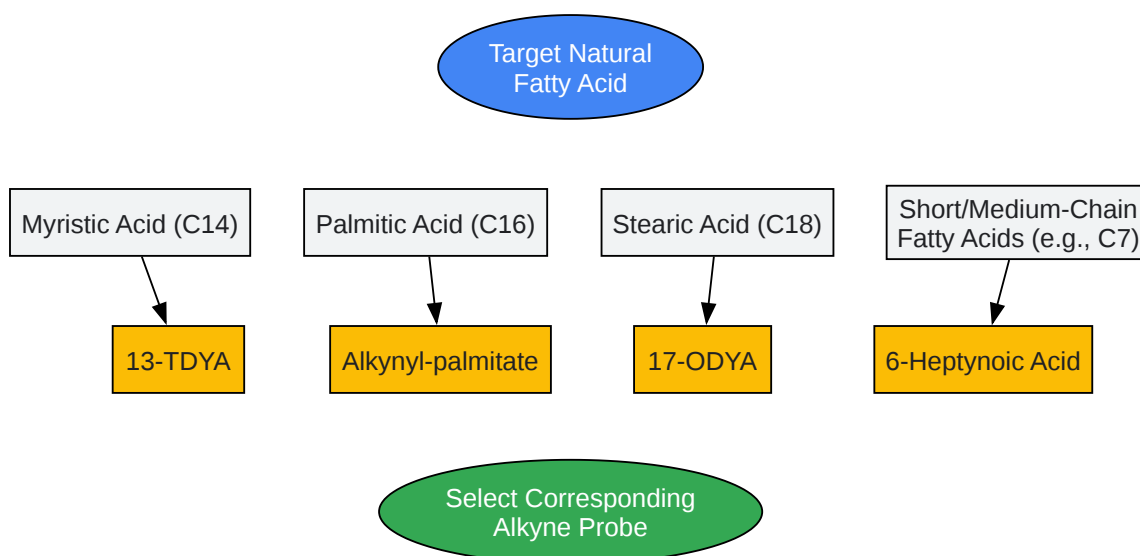 Target Natural
Fatty Acid
Myristic Acid (C14)
Palmitic Acid (C16)
Stearic Acid (C18)
Short/Medium-Chain
Fatty Acids (e.g., C7)
13-TDYA
Alkynyl-palmitate
17-ODYA
6-Heptynoic Acid
Select Corresponding
Alkyne Probe